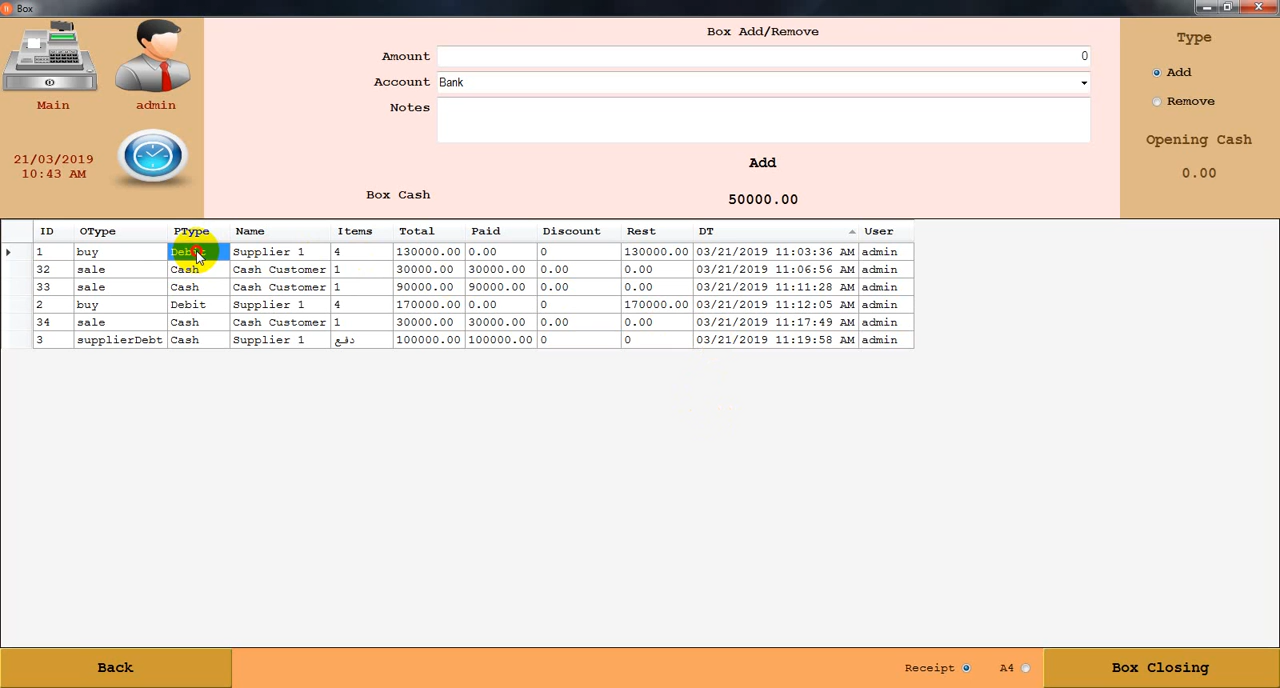 Box
Main
admin
21/03/2019
10:43 AM
Box Add/Remove
Amount 0
Account Bank
Notes
Add
Box Cash 50000.00
Type
Add
Remove
Opening Cash
0.00
ID OType PType Name Items Total Paid Discount Rest DT User
1 buy Debit Supplier 1 4 130000.00 0.00 0 130000.00 03/21/2019 11:03:36 AM admin
32 sale Cash Cash Customer 1 30000.00 30000.00 0.00 0.00 03/21/2019 11:06:56 AM admin
33 sale Cash Cash Customer 1 90000.00 90000.00 0.00 0.00 03/21/2019 11:11:28 AM admin
2 buy Debit Supplier 1 4 170000.00 0.00 0 170000.00 03/21/2019 11:12:05 AM admin
34 sale Cash Cash Customer 1 30000.00 30000.00 0.00 0.00 03/21/2019 11:17:49 AM admin
3 supplierDebt Cash Supplier 1 دفع 100000.00 100000.00 0 0 03/21/2019 11:19:58 AM admin
Back
Receipt A4
Box Closing